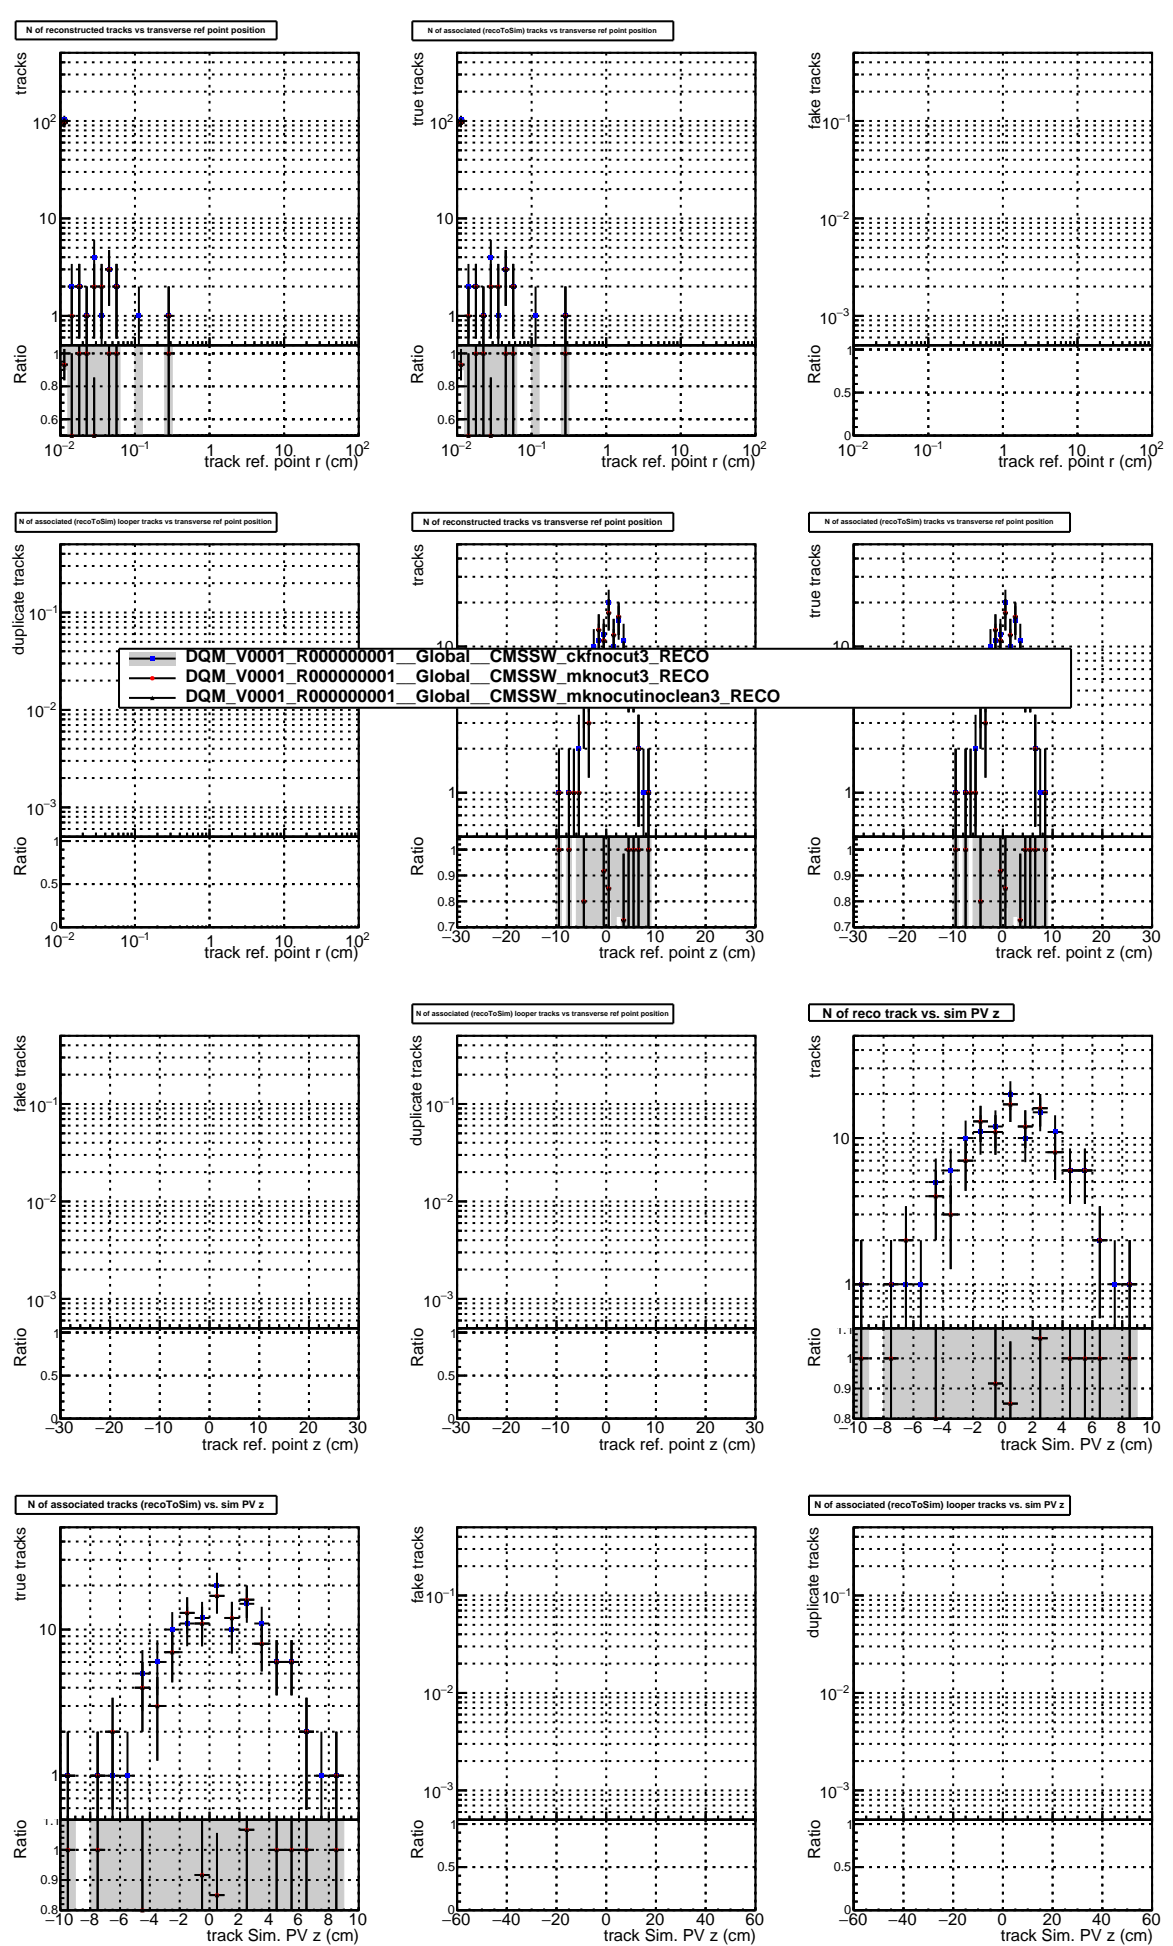 N of reconstructed tracks vs transverse ref point position
tracks
10²
10
1
Ratio
1
0.8
0.6
10⁻² 10⁻¹ 1 10 10²
track ref. point r (cm)
N of associated (recoToSim) tracks vs transverse ref point position
true tracks
10²
10
1
Ratio
1
0.8
0.6
10⁻² 10⁻¹ 1 10 10²
track ref. point r (cm)
fake tracks
10⁻¹
10⁻²
10⁻³
Ratio
1
0.5
0
10⁻² 10⁻¹ 1 10 10²
track ref. point r (cm)
N of associated (recoToSim) looper tracks vs transverse ref point position
duplicate tracks
10⁻¹
10⁻²
10⁻³
Ratio
1
0.5
0
10⁻² 10⁻¹ 1 10 10²
track ref. point r (cm)
N of reconstructed tracks vs transverse ref point position
tracks
10
1
Ratio
1
0.9
0.8
0.7
−30 −20 −10 0 10 20 30
track ref. point z (cm)
N of associated (recoToSim) tracks vs transverse ref point position
true tracks
10
1
Ratio
1
0.9
0.8
0.7
−30 −20 −10 0 10 20 30
track ref. point z (cm)
DQM_V0001_R000000001__Global__CMSSW_ckfnocut3_RECO
DQM_V0001_R000000001__Global__CMSSW_mknocut3_RECO
DQM_V0001_R000000001__Global__CMSSW_mknocutinoclean3_RECO
fake tracks
10⁻¹
10⁻²
10⁻³
Ratio
1
0.5
0
−30 −20 −10 0 10 20 30
track ref. point z (cm)
N of associated (recoToSim) looper tracks vs transverse ref point position
duplicate tracks
10⁻¹
10⁻²
10⁻³
Ratio
1
0.5
0
−30 −20 −10 0 10 20 30
track ref. point z (cm)
N of reco track vs. sim PV z
tracks
10
1
Ratio
1.1
1
0.9
0.8
−10 −8 −6 −4 −2 0 2 4 6 8 10
track Sim. PV z (cm)
N of associated tracks (recoToSim) vs. sim PV z
true tracks
10
1
Ratio
1.1
1
0.9
0.8
−10 −8 −6 −4 −2 0 2 4 6 8 10
track Sim. PV z (cm)
fake tracks
10⁻¹
10⁻²
10⁻³
Ratio
1
0.5
0
−60 −40 −20 0 20 40 60
track Sim. PV z (cm)
N of associated (recoToSim) looper tracks vs. sim PV z
duplicate tracks
10⁻¹
10⁻²
10⁻³
Ratio
1
0.5
0
−60 −40 −20 0 20 40 60
track Sim. PV z (cm)